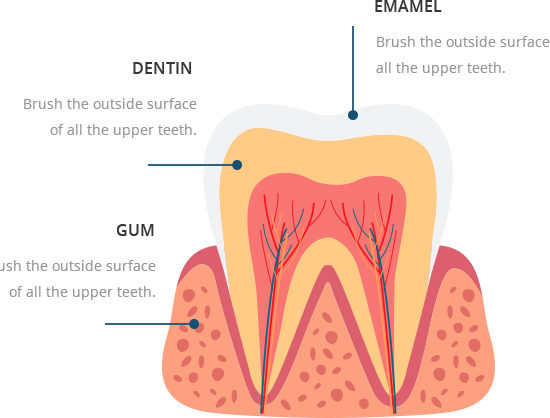 EMAMEL
Brush the outside surface
all the upper teeth.
DENTIN
Brush the outside surface
of all the upper teeth.
GUM
the outside surface
of all the upper teeth.